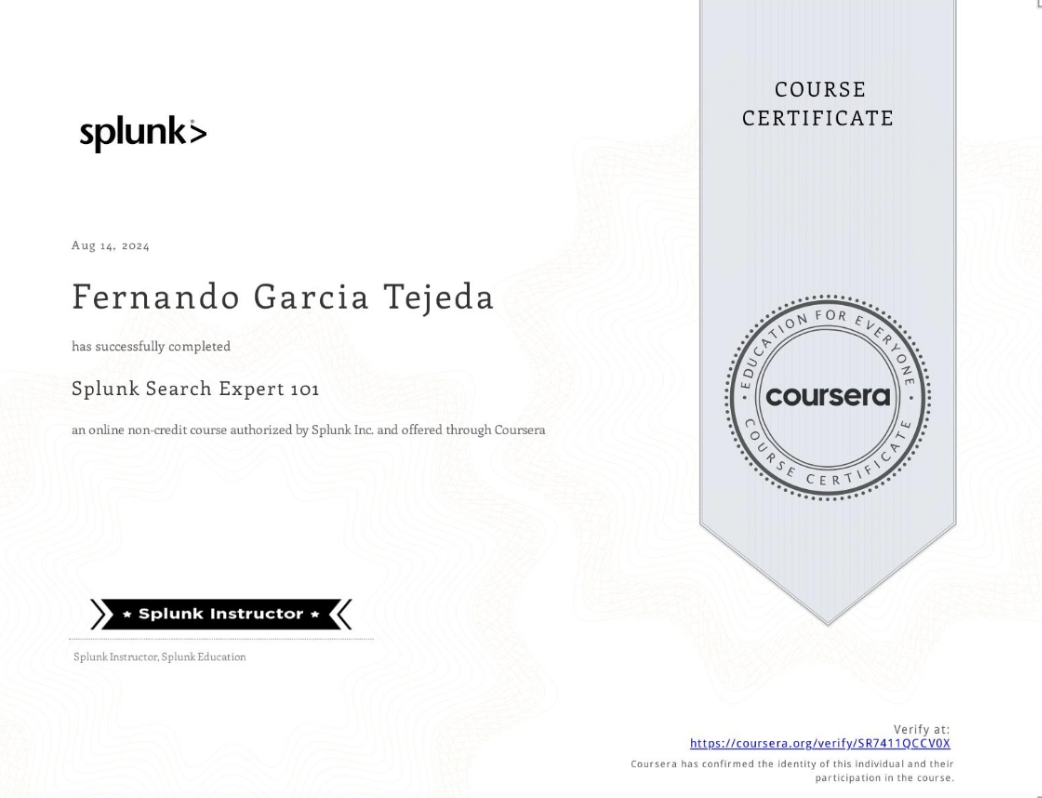 splunk>
Aug 14, 2024
Fernando Garcia Tejeda
has successfully completed
Splunk Search Expert 101
an online non-credit course authorized by Splunk Inc. and offered through Coursera
★ Splunk Instructor ★
Splunk Instructor, Splunk Education
COURSE
CERTIFICATE
EDUCATION FOR EVERYONE
coursera
COURSE CERTIFICATE
Verify at:
https://coursera.org/verify/SR7411QCCV0X
Coursera has confirmed the identity of this individual and their
participation in the course.